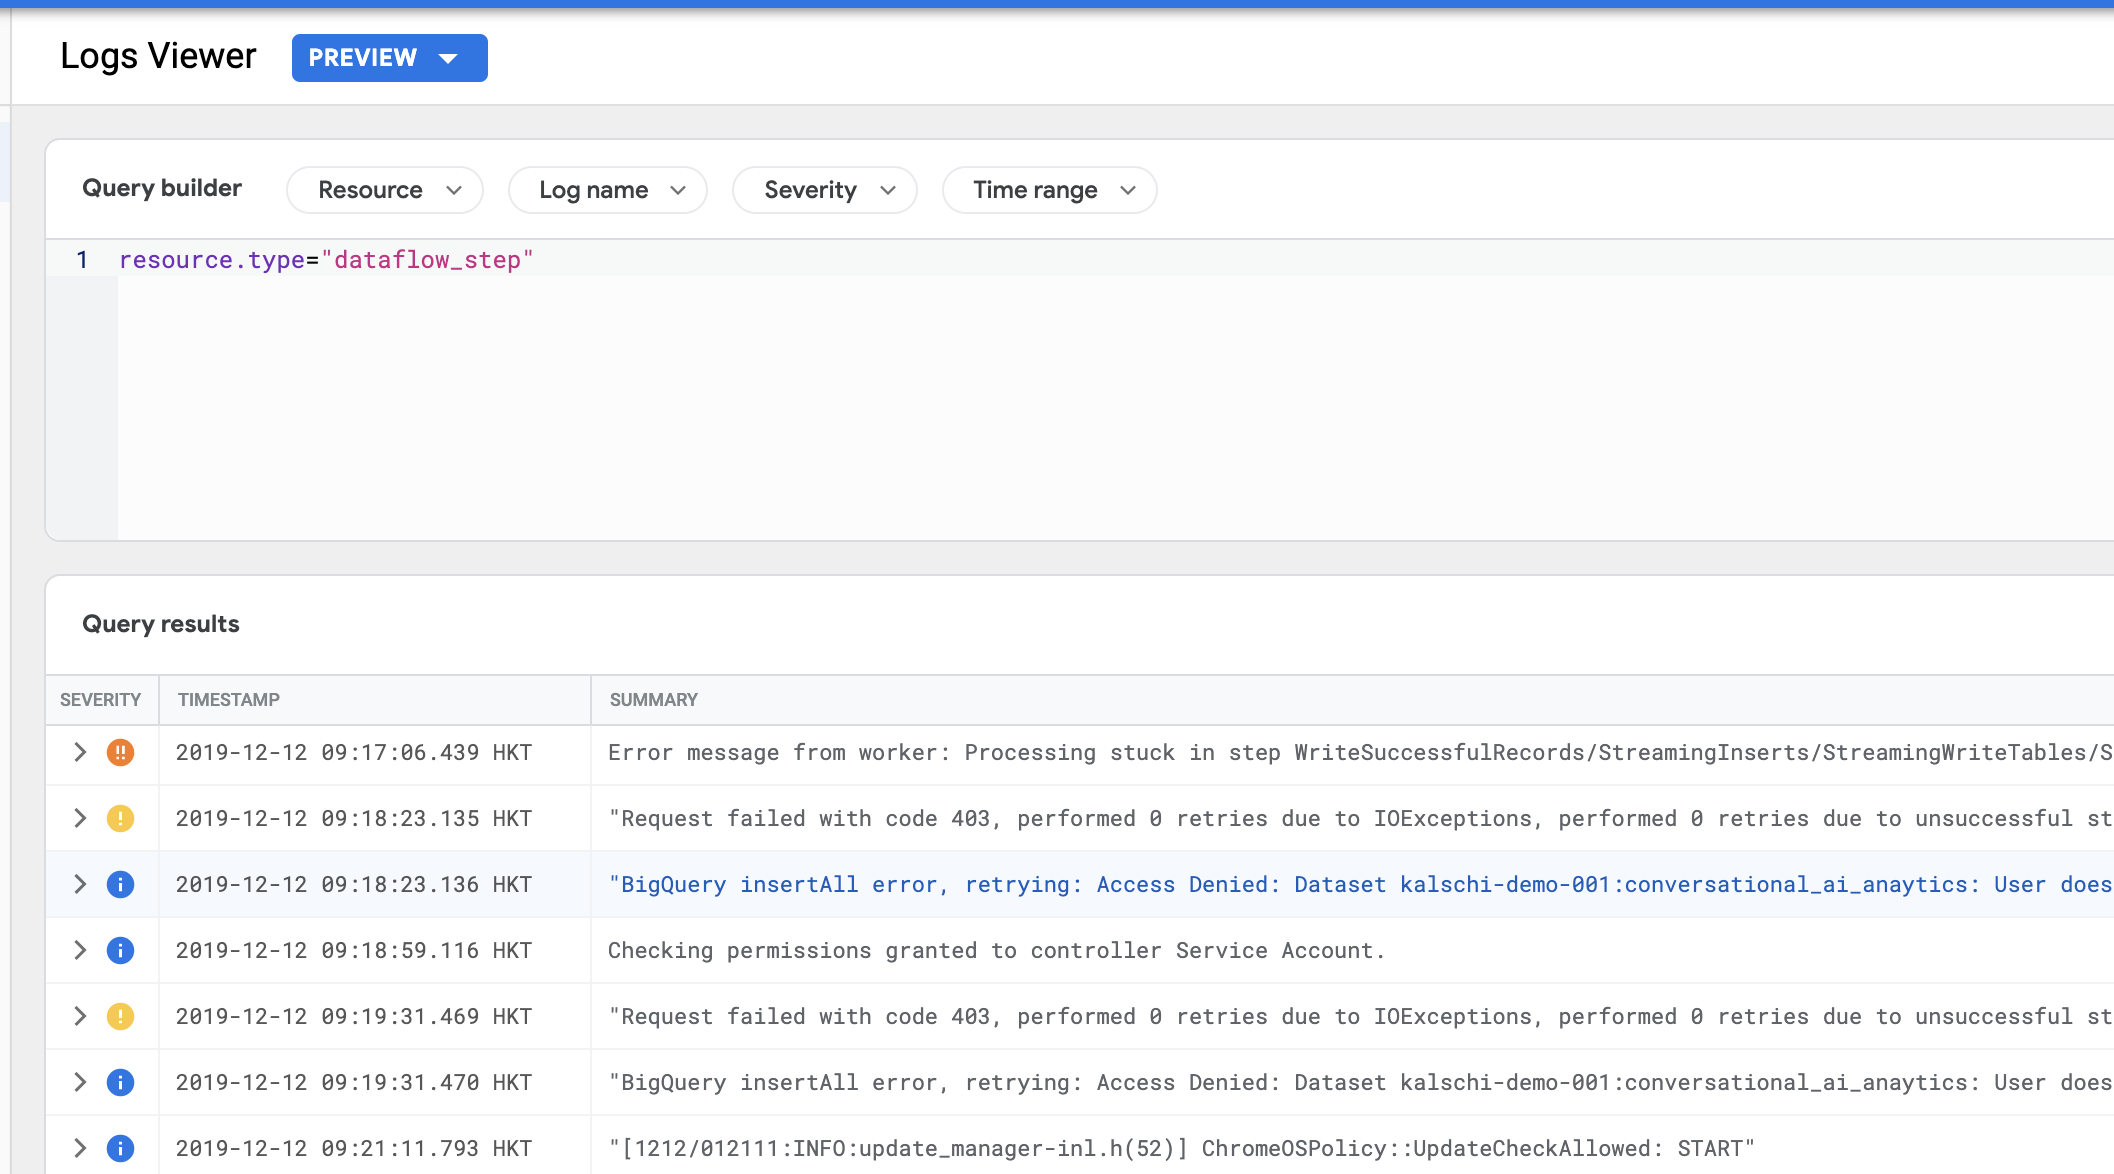 Logs Viewer PREVIEW
Query builder Resource Log name Severity Time range
1 resource.type="dataflow_step"
Query results
SEVERITY TIMESTAMP SUMMARY
2019-12-12 09:17:06.439 HKT Error message from worker: Processing stuck in step WriteSuccessfulRecords/StreamingInserts/StreamingWriteTables/S
2019-12-12 09:18:23.135 HKT "Request failed with code 403, performed 0 retries due to IOExceptions, performed 0 retries due to unsuccessful st
2019-12-12 09:18:23.136 HKT "BigQuery insertAll error, retrying: Access Denied: Dataset kalschi-demo-001:conversational_ai_anaytics: User does
2019-12-12 09:18:59.116 HKT Checking permissions granted to controller Service Account.
2019-12-12 09:19:31.469 HKT "Request failed with code 403, performed 0 retries due to IOExceptions, performed 0 retries due to unsuccessful st
2019-12-12 09:19:31.470 HKT "BigQuery insertAll error, retrying: Access Denied: Dataset kalschi-demo-001:conversational_ai_anaytics: User does
2019-12-12 09:21:11.793 HKT "[1212/012111:INFO:update_manager-inl.h(52)] ChromeOSPolicy::UpdateCheckAllowed: START"